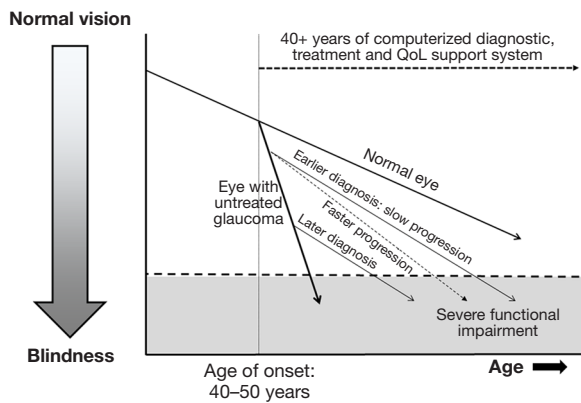 Normal vision
40+ years of computerized diagnostic,
treatment and QoL support system
Normal eye
Earlier diagnosis: slow progression
Faster progression
Later diagnosis
Eye with
untreated
glaucoma
Severe functional
impairment
Blindness
Age of onset:
40–50 years
Age